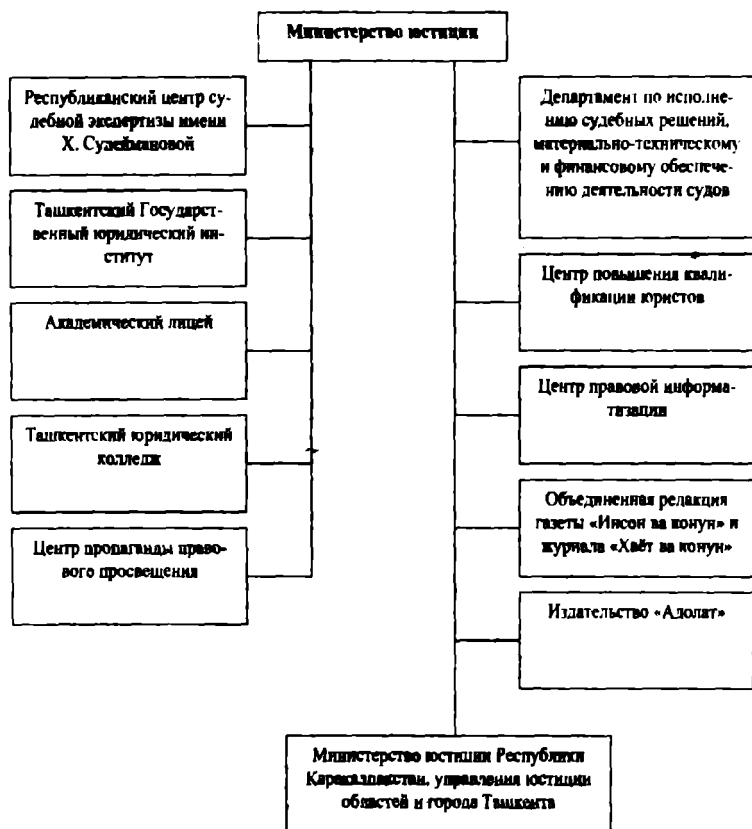 Министерство юстиции
Республиканский центр су-
дебной экспертизы имени
Х. Сулеймановой
Ташкентский Государст-
венный юридический ин-
ститут
Академический лицей
Ташкентский юридический
колледж
Центр пропаганды право-
вого просвещения
Департамент по исполне-
нию судебных решений,
материально-техническому
и финансовому обеспече-
нию деятельности судов
Центр повышения квали-
фикации юристов
Центр правовой информа-
тизации
Объединенная редакция
газеты «Инсон ва конун» и
журнала «Хаёт ва конун»
Издательство «Адолат»
Министерство юстиции Республики
Каракалпакстан, управления юстиции
областей и города Ташкента